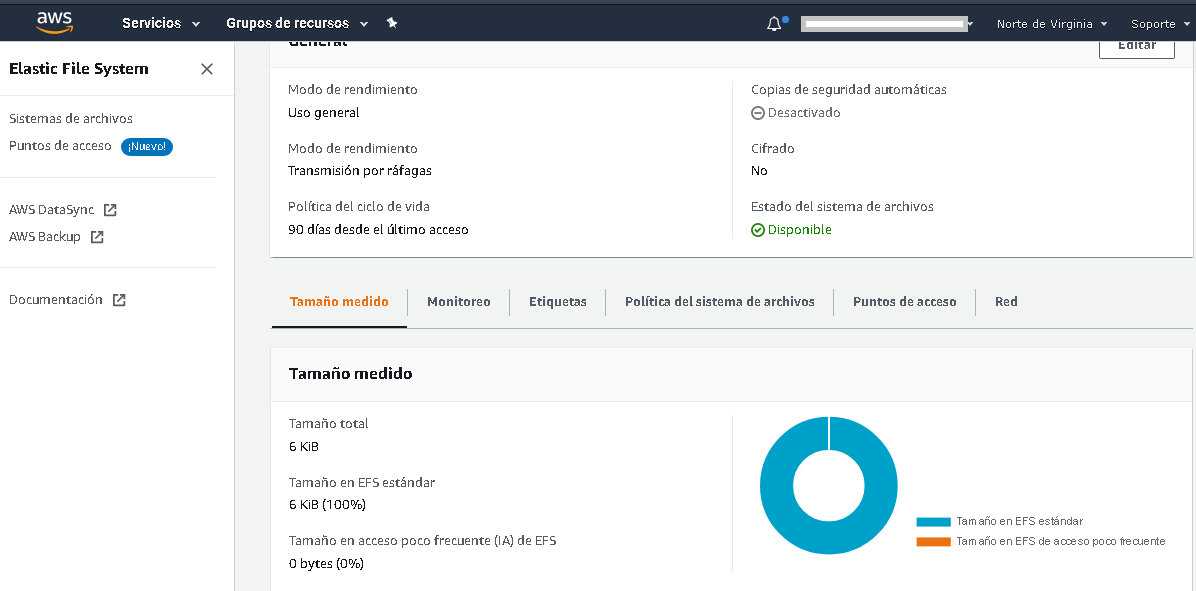 aws Servicios Grupos de recursos Norte de Virginia Soporte
Elastic File System
Sistemas de archivos
Puntos de acceso ¡Nuevo!
AWS DataSync
AWS Backup
Documentación
General Editar
Modo de rendimiento
Uso general
Modo de rendimiento
Transmisión por ráfagas
Política del ciclo de vida
90 días desde el último acceso
Copias de seguridad automáticas
Desactivado
Cifrado
No
Estado del sistema de archivos
Disponible
Tamaño medido Monitoreo Etiquetas Política del sistema de archivos Puntos de acceso Red
Tamaño medido
Tamaño total
6 KiB
Tamaño en EFS estándar
6 KiB (100%)
Tamaño en acceso poco frecuente (IA) de EFS
0 bytes (0%)
Tamaño en EFS estándar
Tamaño en EFS de acceso poco frecuente